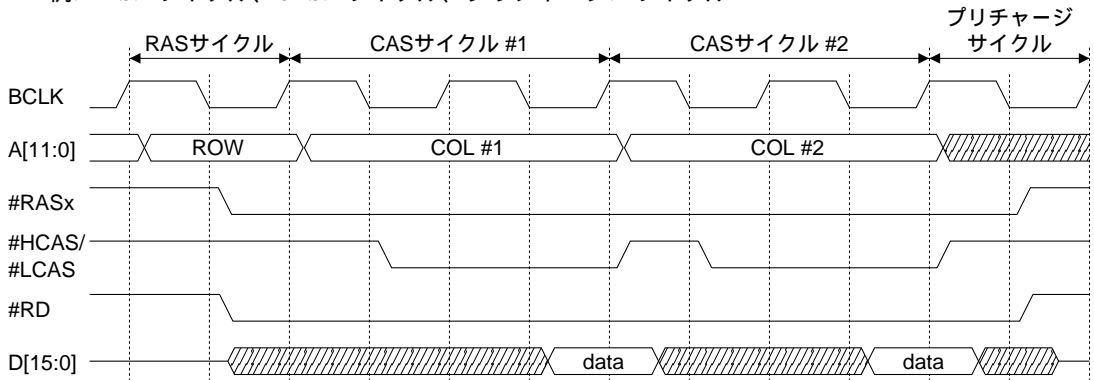 プリチャージ
RASサイクル CASサイクル #1 CASサイクル #2 サイクル
BCLK
A[11:0] ROW COL #1 COL #2
#RASx
#HCAS/
#LCAS
#RD
D[15:0] data data